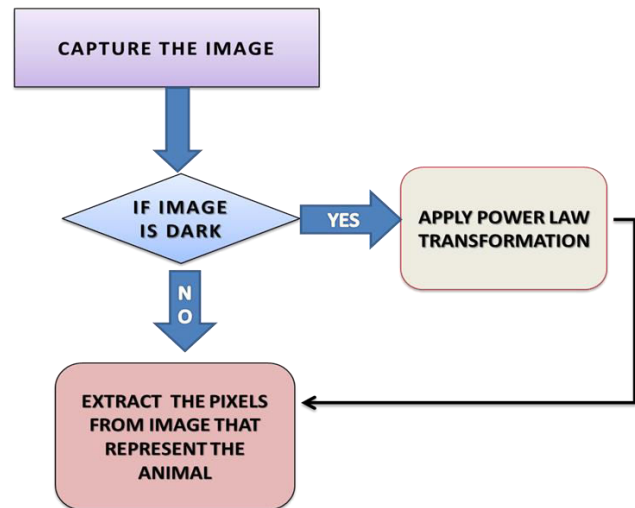 CAPTURE THE IMAGE
IF IMAGE
IS DARK
YES
APPLY POWER LAW
TRANSFORMATION
N
O
EXTRACT THE PIXELS
FROM IMAGE THAT
REPRESENT THE
ANIMAL